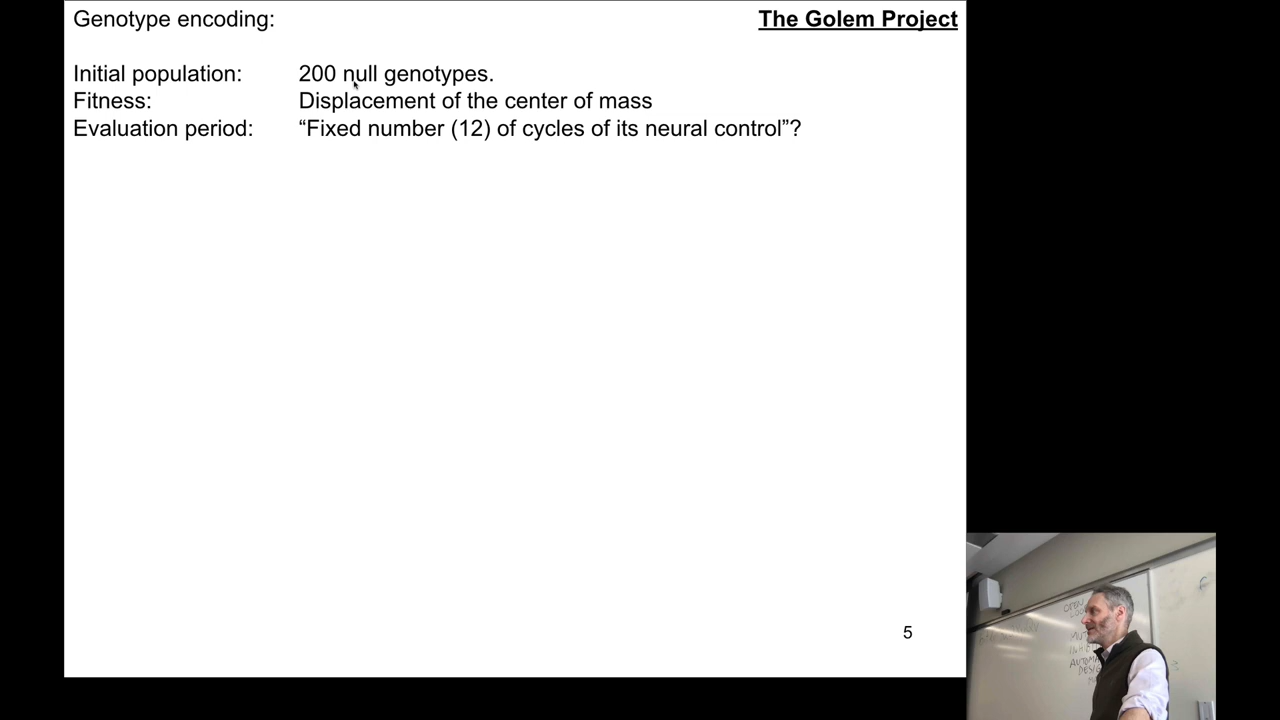 Genotype encoding:
The Golem Project
Initial population: 200 null genotypes.
Fitness: Displacement of the center of mass
Evaluation period: “Fixed number (12) of cycles of its neural control”?
5
OPEN